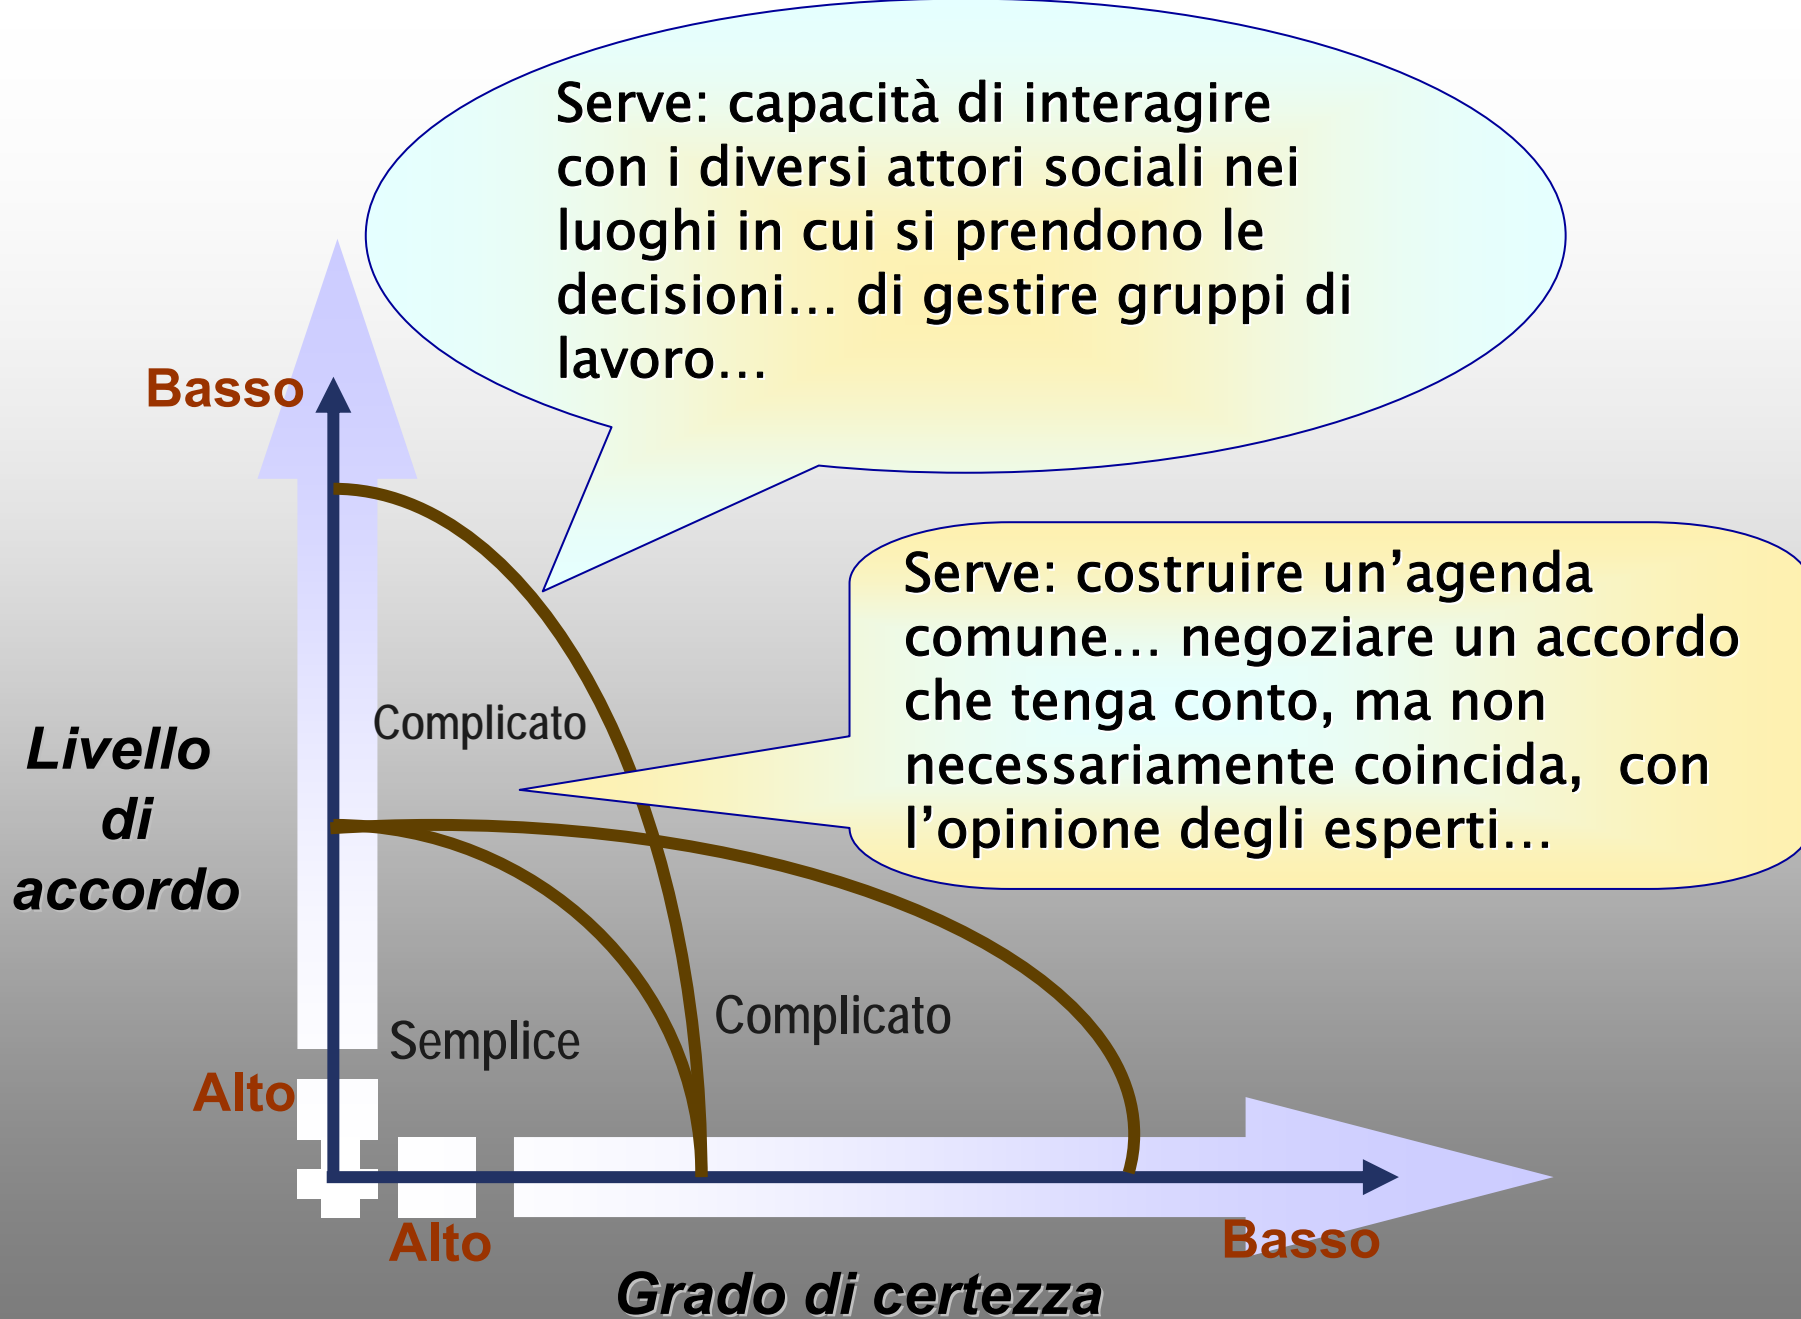 Serve: capacità di interagire
con i diversi attori sociali nei
luoghi in cui si prendono le
decisioni… di gestire gruppi di
lavoro…
Basso
Serve: costruire un’agenda
comune… negoziare un accordo
che tenga conto, ma non
necessariamente coincida,  con
l’opinione degli esperti…
Complicato
Livello
di
accordo
Complicato
Semplice
Alto
Alto
Basso
Grado di certezza